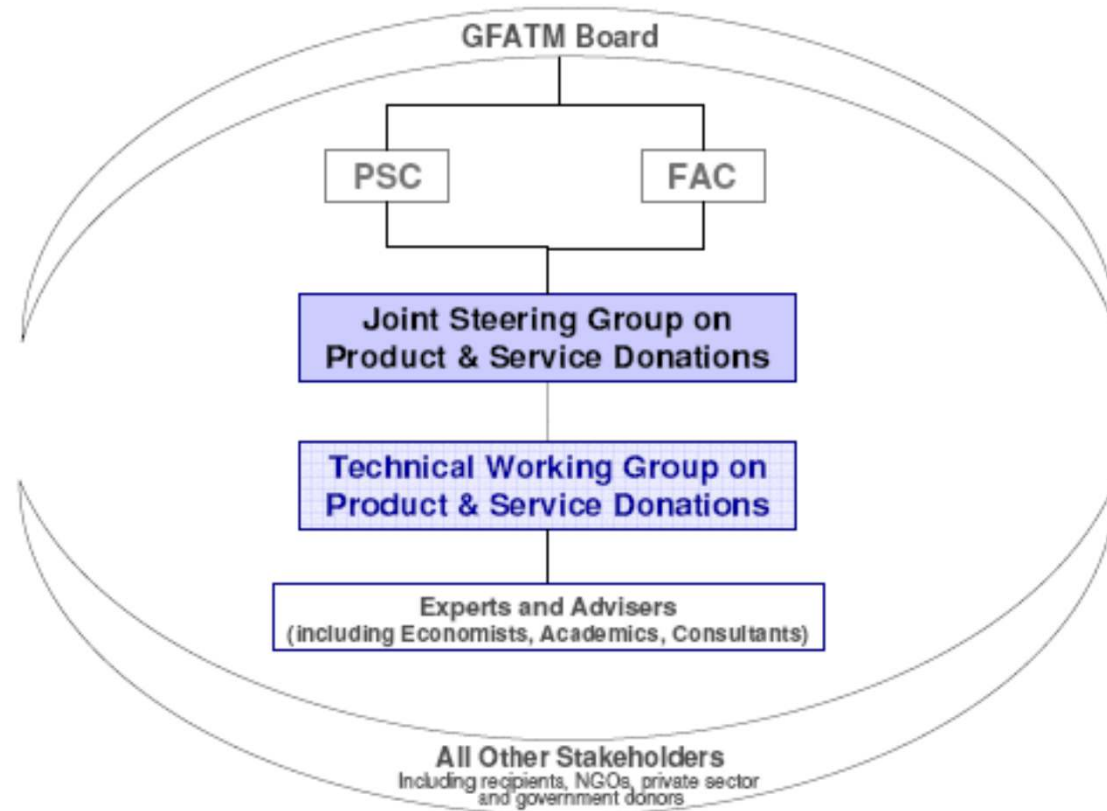 GFATM Board
PSC
FAC
Joint Steering Group on
Product & Service Donations
Technical Working Group on
Product & Service Donations
Experts and Advisers
(including Economists, Academics, Consultants)
All Other Stakeholders
Including recipients, NGOs, private sector
and government donors